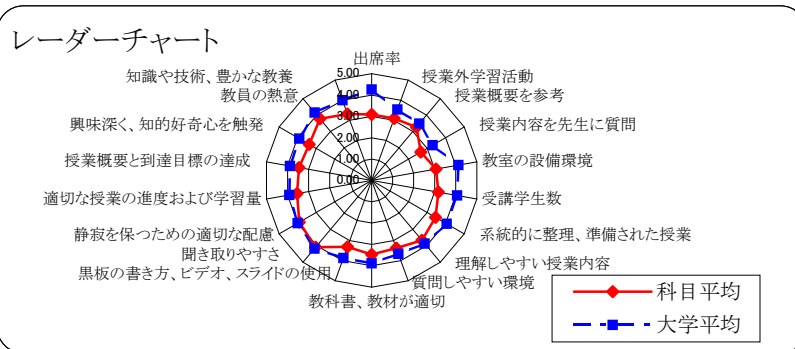 レーダーチャート
出席率
5.00
4.00
3.00
2.00
1.00
0.00
授業外学習活動
授業概要を参考
授業内容を先生に質問
教室の設備環境
受講学生数
系統的に整理、準備された授業
理解しやすい授業内容
質問しやすい環境
教科書、教材が適切
黒板の書き方、ビデオ、スライドの使用
聞き取りやすさ
静寂を保つための適切な配慮
適切な授業の進度および学習量
授業概要と到達目標の達成
興味深く、知的好奇心を触発
教員の熱意
知識や技術、豊かな教養
科目平均
大学平均